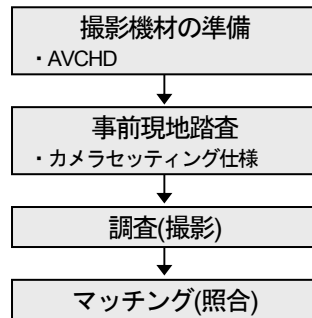 撮影機材の準備
・AVCHD
事前現地踏査
・カメラセッティング仕様
調査(撮影)
マッチング(照合)